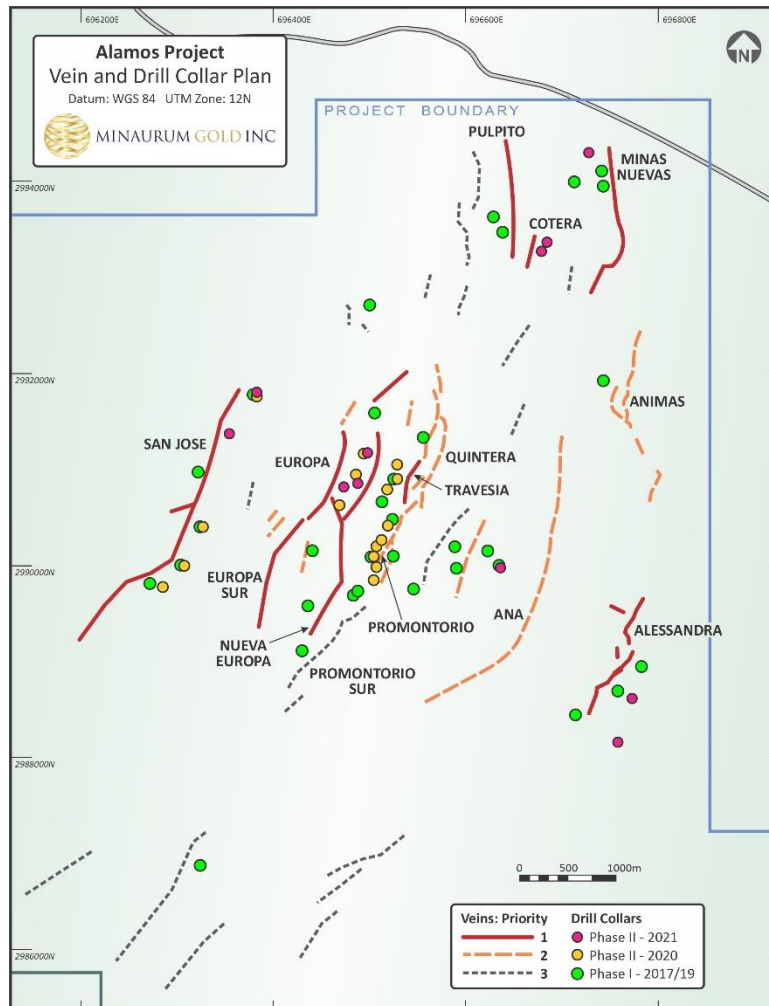 696200E
696400E
696600E
696800E
Alamos Project
Vein and Drill Collar Plan
Datum: WGS 84 UTM Zone: 12N
MINAURUM GOLD INC
N
PROJECT BOUNDARY
PULPITO
MINAS
NUEVAS
2994000N
COTERA
2992000N
ANIMAS
SAN JOSE
EUROPA
QUINTERA
TRAVESIA
2990000N
EUROPA
SUR
ANA
PROMONTORIO
ALESSANDRA
NUEVA
EUROPA
PROMONTORIO
SUR
2988000N
0 500 1000m
Veins: Priority Drill Collars
1 Phase II - 2021
2 Phase II - 2020
3 Phase I - 2017/19
2986000N